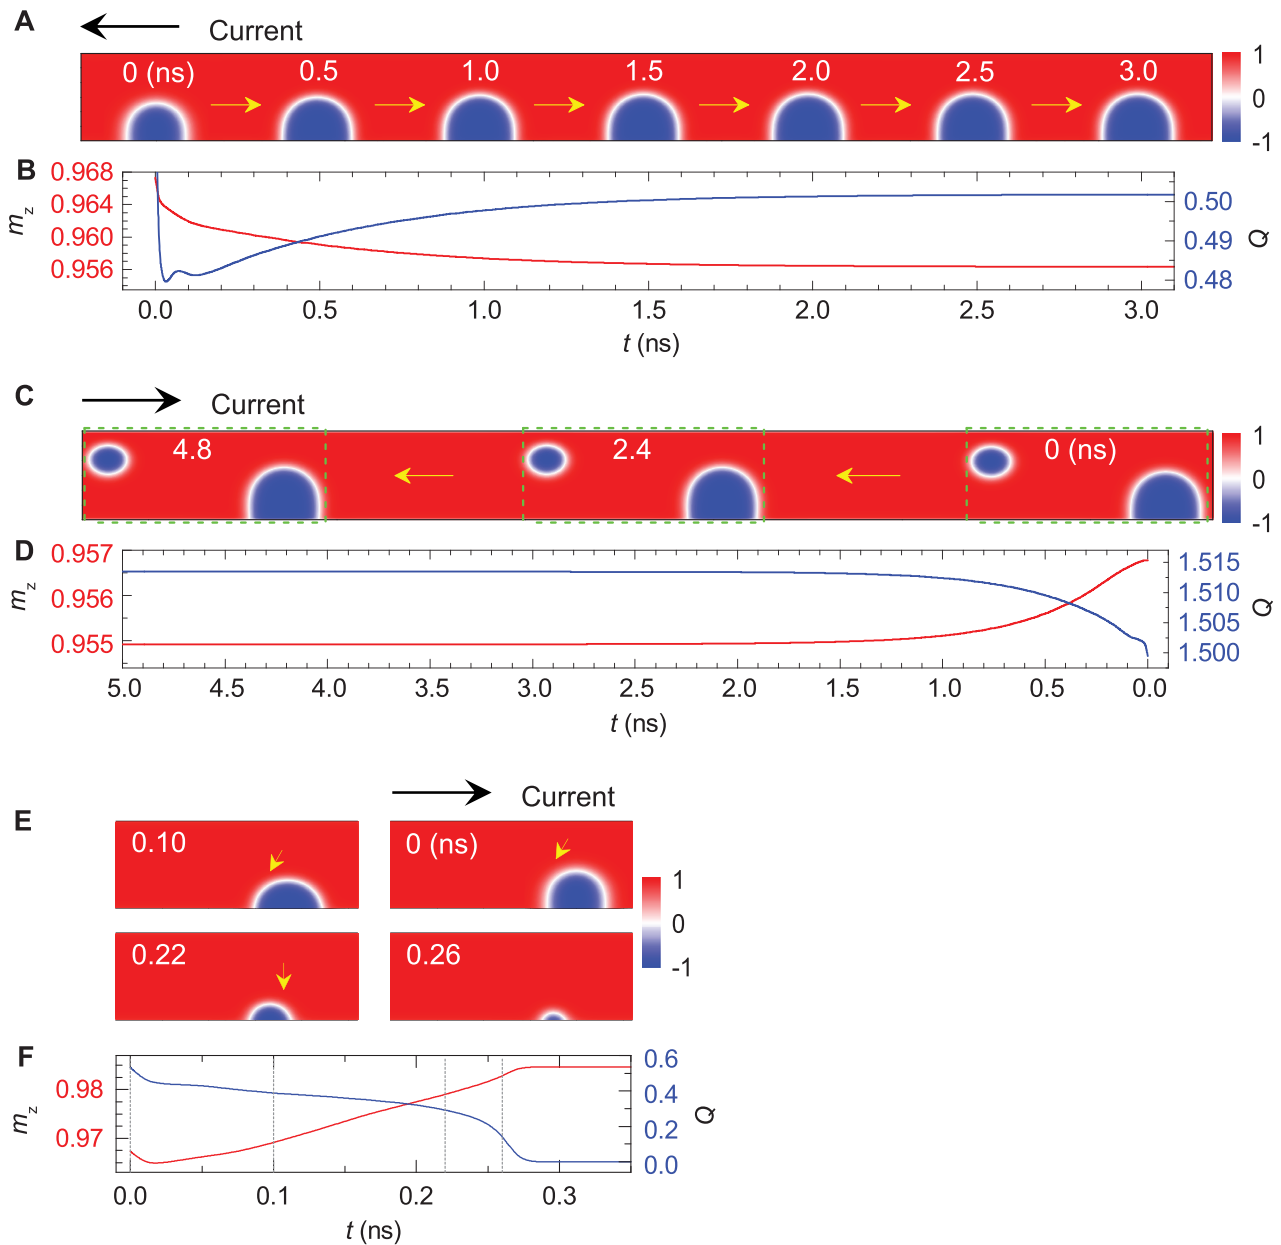 A
Current
0 (ns) 0.5 1.0 1.5 2.0 2.5 3.0
1
0
-1
B
0.968
0.964
0.960
0.956
mz
0.50
0.49
0.48
Q
0.0 0.5 1.0 1.5 2.0 2.5 3.0
t (ns)
C
Current
4.8 2.4 0 (ns)
1
0
-1
D
0.957
0.956
0.955
mz
1.515
1.510
1.505
1.500
Q
5.0 4.5 4.0 3.5 3.0 2.5 2.0 1.5 1.0 0.5 0.0
t (ns)
E
Current
0.10 0 (ns)
0.22 0.26
1
0
-1
F
0.98
0.97
mz
0.6
0.4
0.2
0.0
Q
0.0 0.1 0.2 0.3
t (ns)